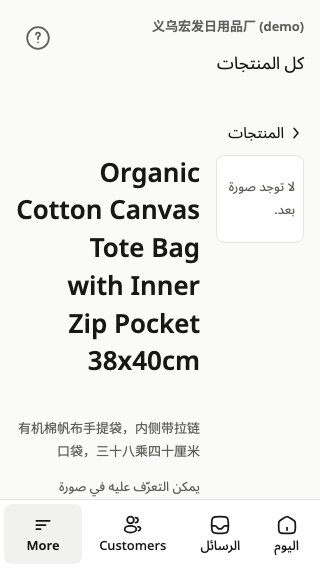 义乌宏发日用品厂 (demo)
كل المنتجات
المنتجات
لا توجد صورة
بعد.
Organic
Cotton Canvas
Tote Bag
with Inner
Zip Pocket
38x40cm
有机棉帆布手提袋，内侧带拉链
口袋，三十八乘四十厘米
يمكن التعرّف عليه في صورة
اليوم
الرسائل
Customers
More